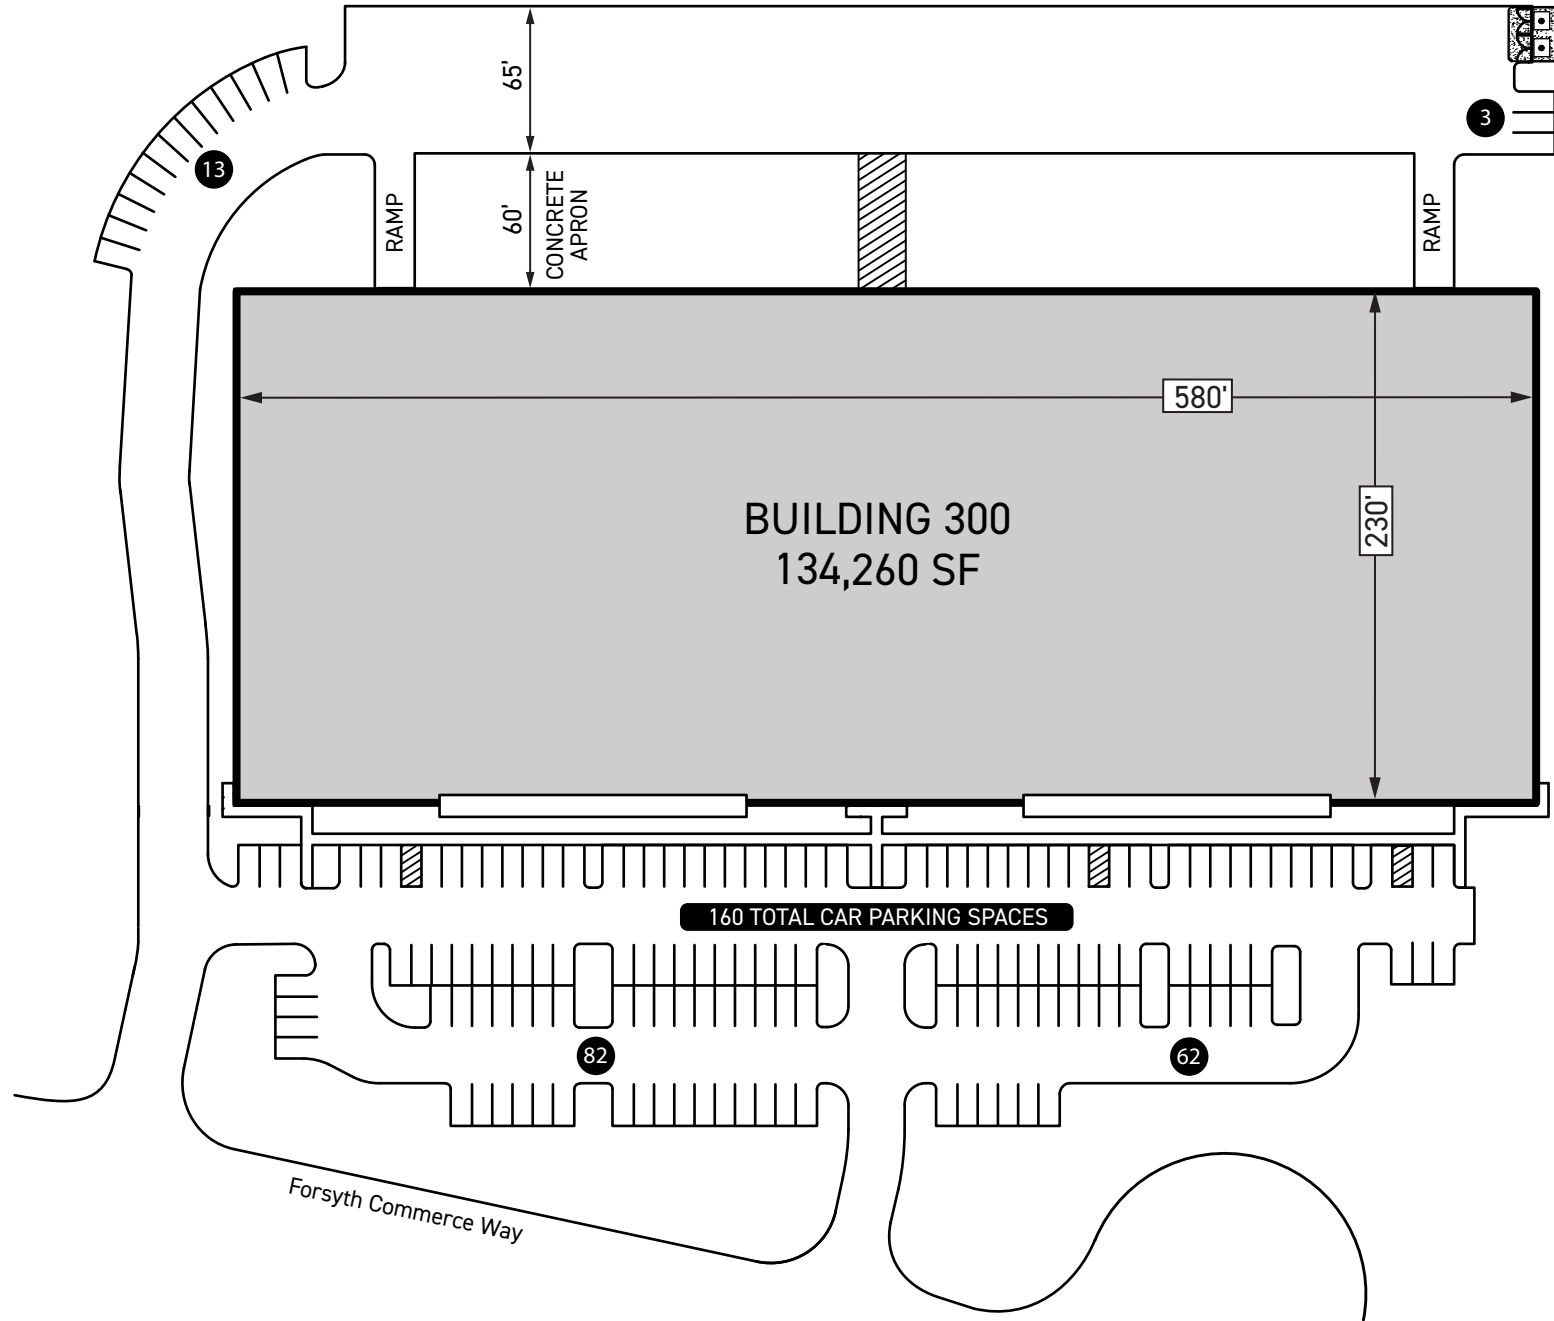 65'
3
13
RAMP
60'
CONCRETE
APRON
RAMP
580'
230'
BUILDING 300
134,260 SF
160 TOTAL CAR PARKING SPACES
82
62
Forsyth Commerce Way